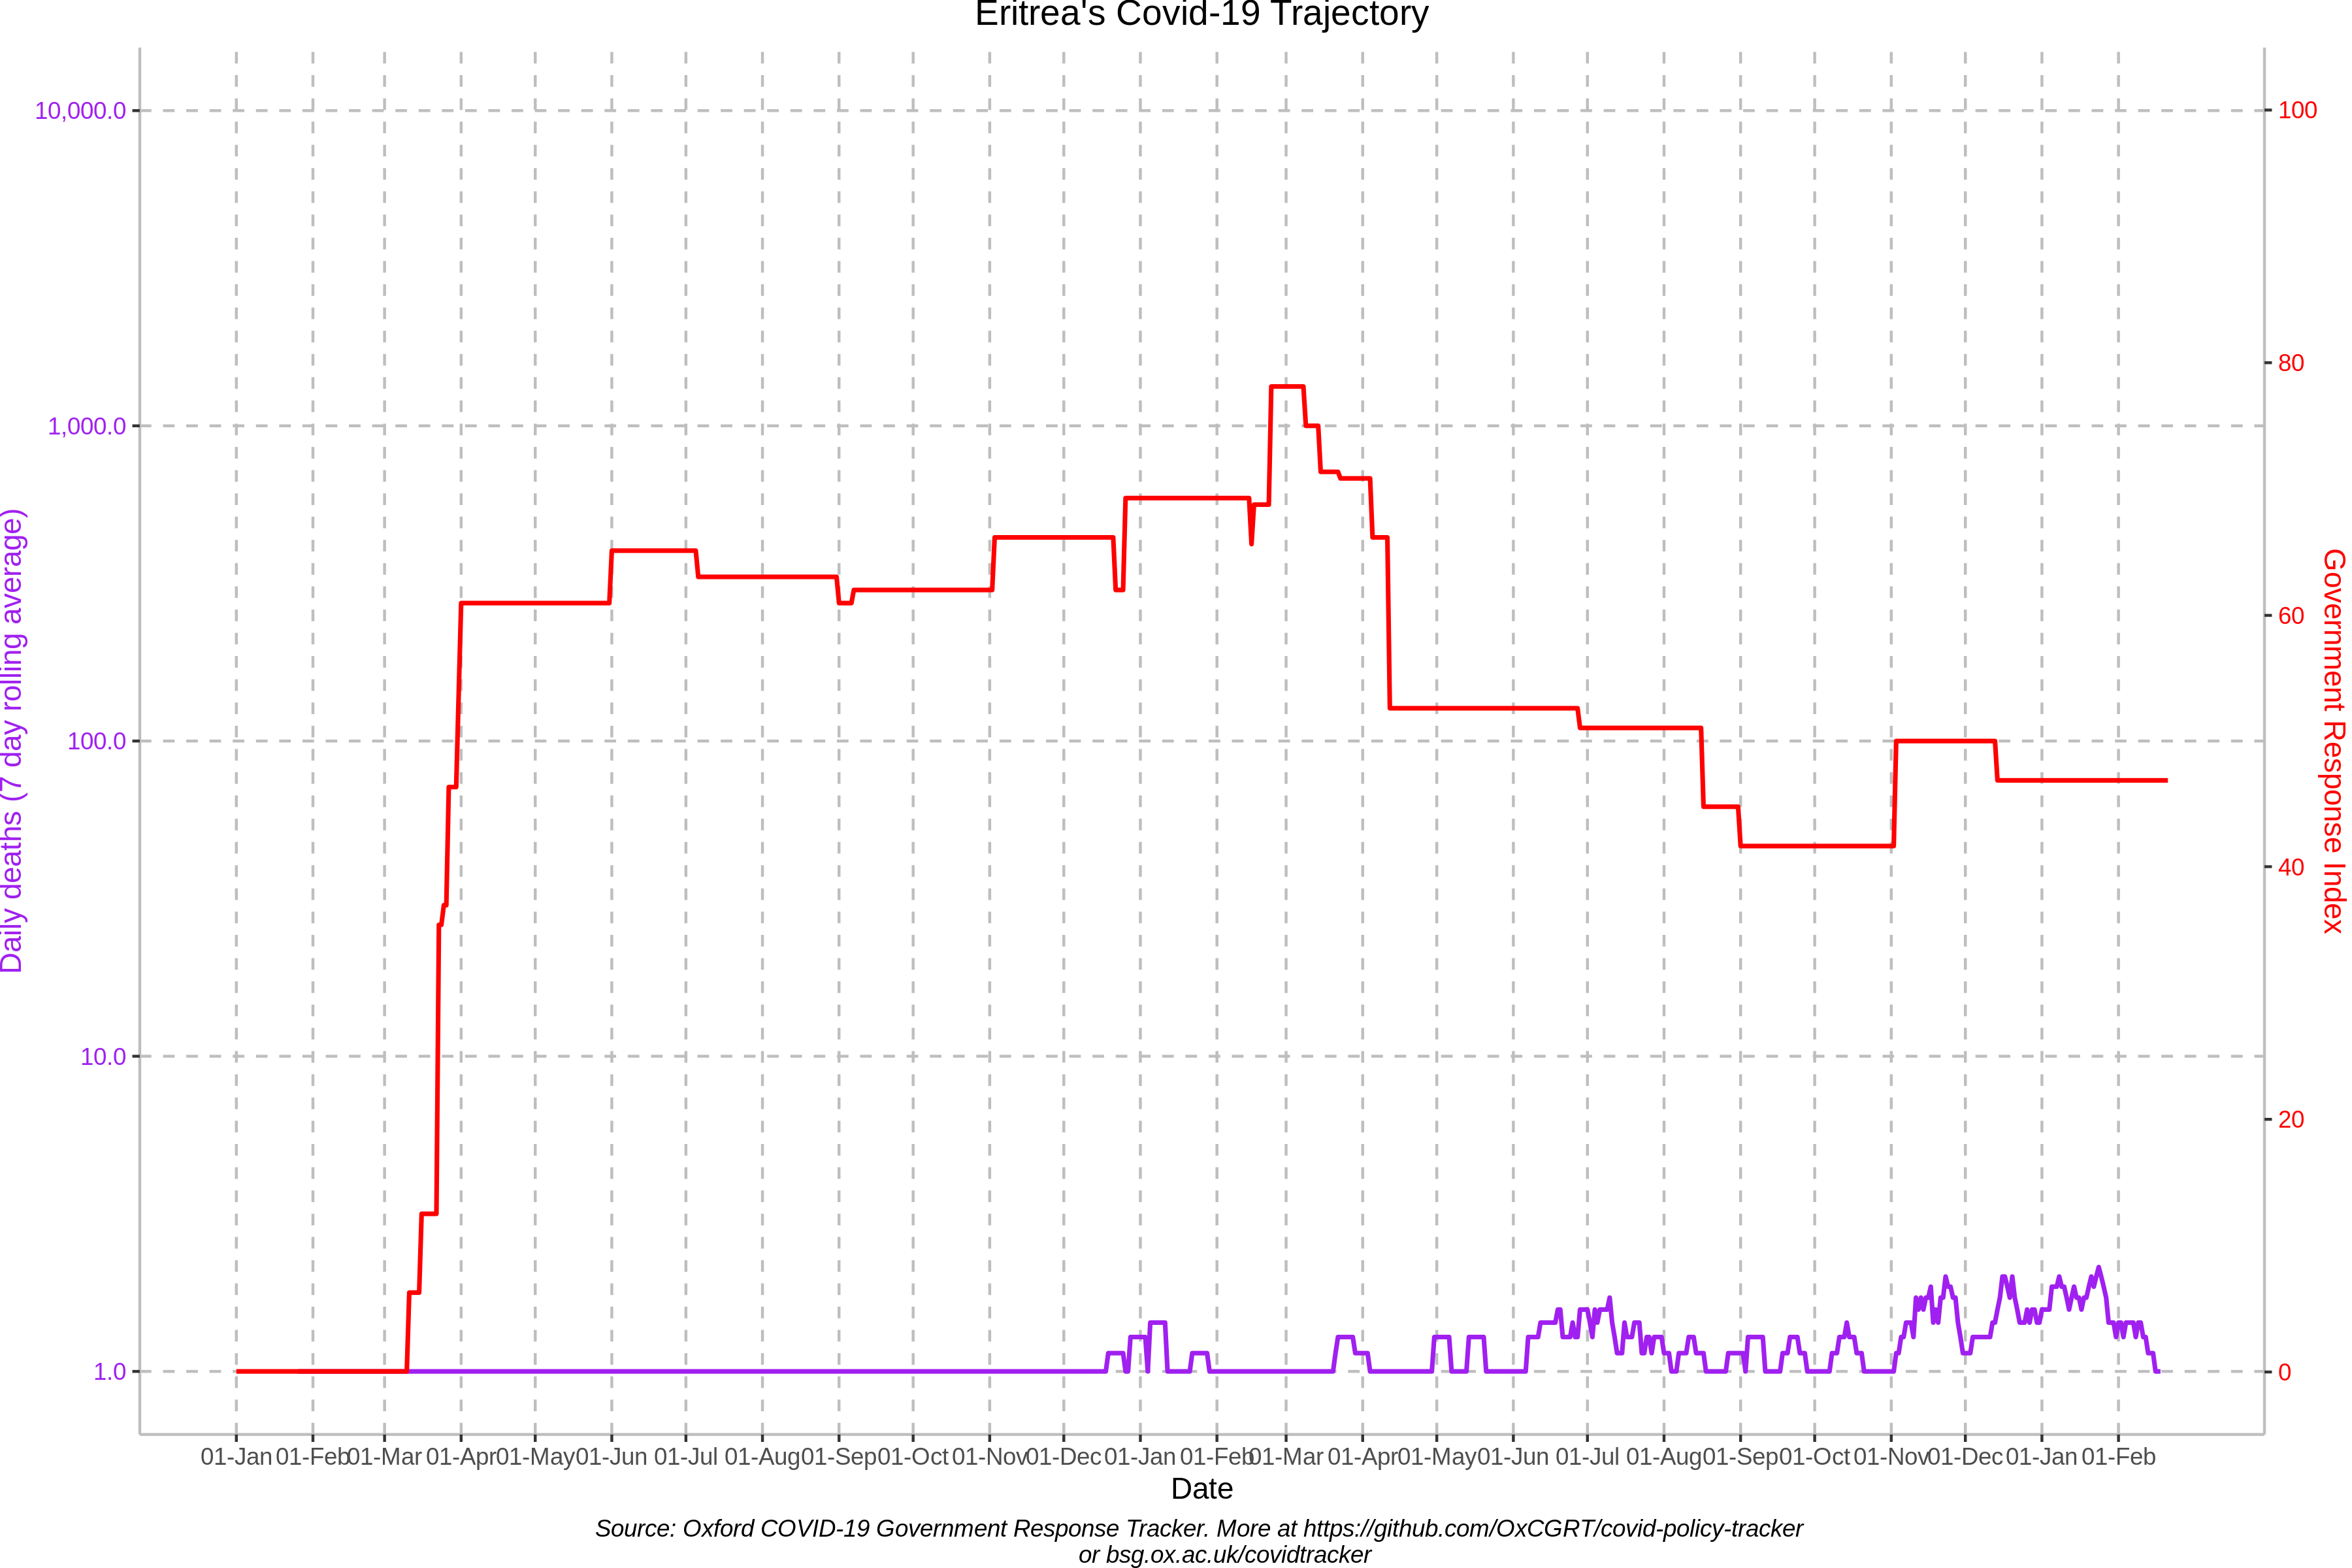 Eritrea's Covid-19 Trajectory
10,000.0
1,000.0
100.0
10.0
1.0
Daily deaths (7 day rolling average)
100
80
60
40
20
0
Government Response Index
01-Jan 01-Feb 01-Mar 01-Apr 01-May 01-Jun 01-Jul 01-Aug 01-Sep 01-Oct 01-Nov 01-Dec 01-Jan 01-Feb 01-Mar 01-Apr 01-May 01-Jun 01-Jul 01-Aug 01-Sep 01-Oct 01-Nov 01-Dec 01-Jan 01-Feb
Date
Source: Oxford COVID-19 Government Response Tracker. More at https://github.com/OxCGRT/covid-policy-tracker
or bsg.ox.ac.uk/covidtracker